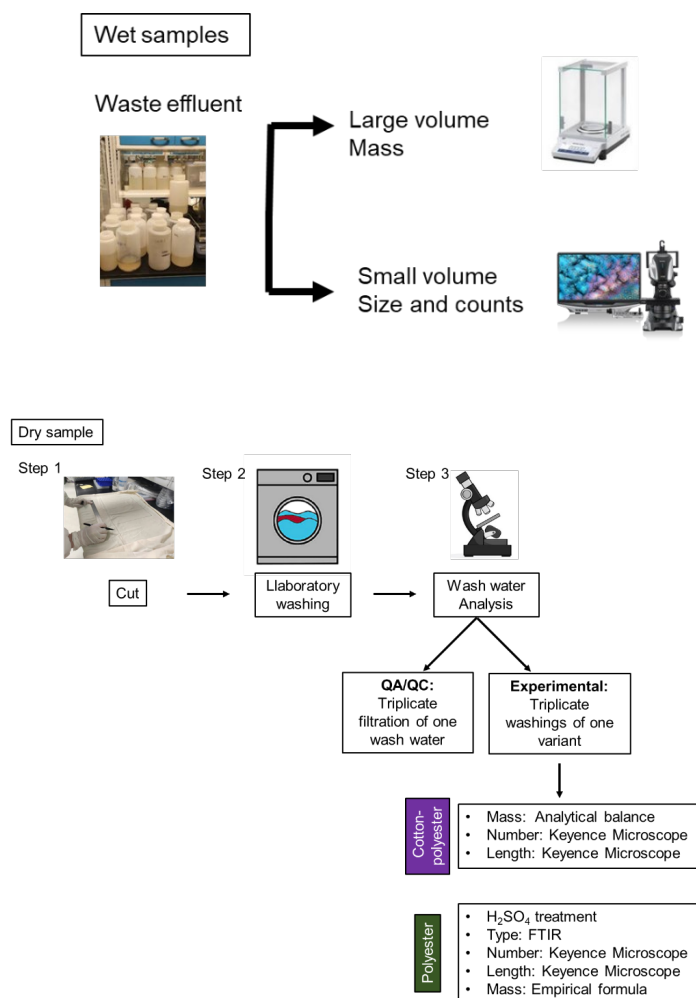 Wet samples
Waste effluent
Large volume
Mass
Small volume
Size and counts
Dry sample
Step 1
Step 2
Step 3
Cut
Llaboratory
washing
Wash water
Analysis
QA/QC:
Triplicate
filtration of one
wash water
Experimental:
Triplicate
washings of one
variant
Cotton-
polyester
• Mass: Analytical balance
• Number: Keyence Microscope
• Length: Keyence Microscope
Polyester
• H₂SO₄ treatment
• Type: FTIR
• Number: Keyence Microscope
• Length: Keyence Microscope
• Mass: Empirical formula